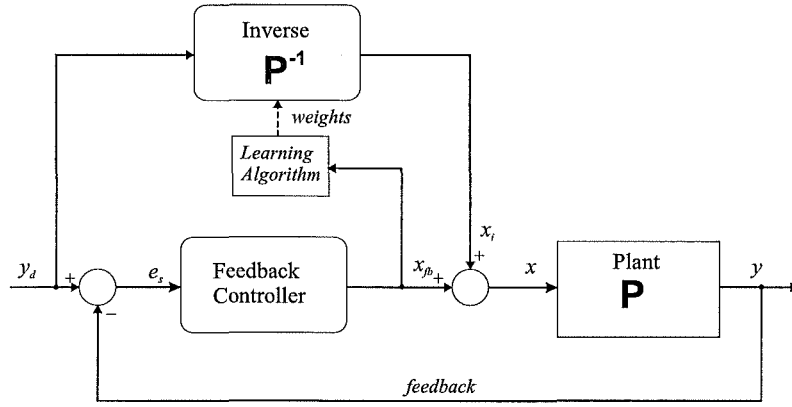 Inverse
P-1
weights
Learning
Algorithm
xi
+
yd
+
es
Feedback
Controller
xfb
+
x
Plant
P
y
−
feedback